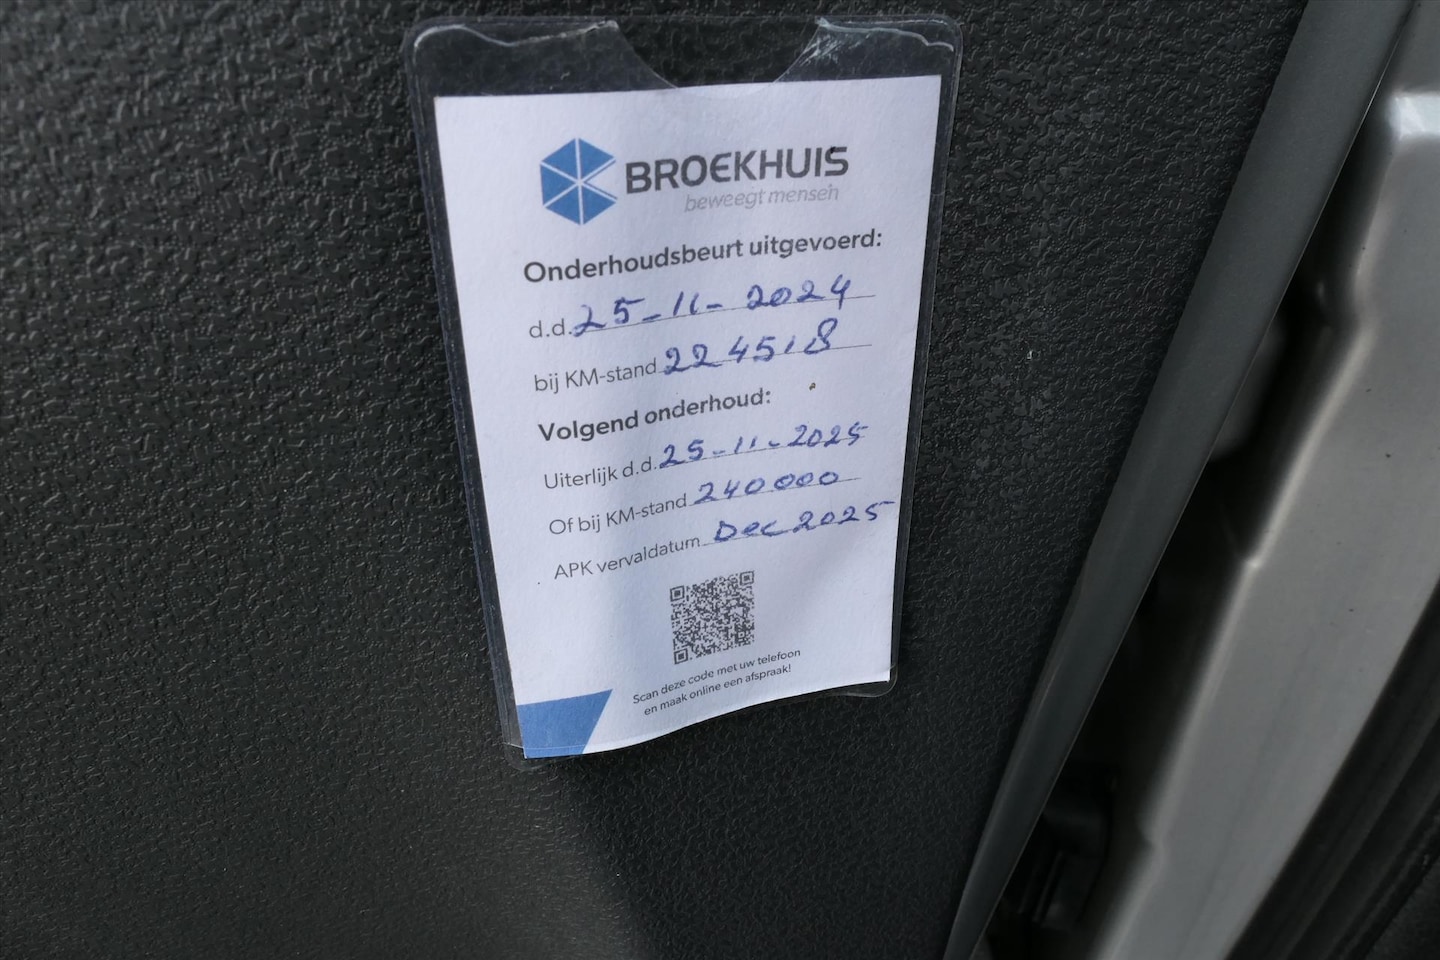 BROEKHUIS
beweegt mensen
Onderhoudsbeurt uitgevoerd:
d.d. 25-11-2024
bij KM-stand 224518
Volgend onderhoud:
Uiterlijk d.d. 25-11-2025
Of bij KM-stand 240000
APK vervaldatum Dec 2025
Scan deze code met uw telefoon
en maak online een afspraak!